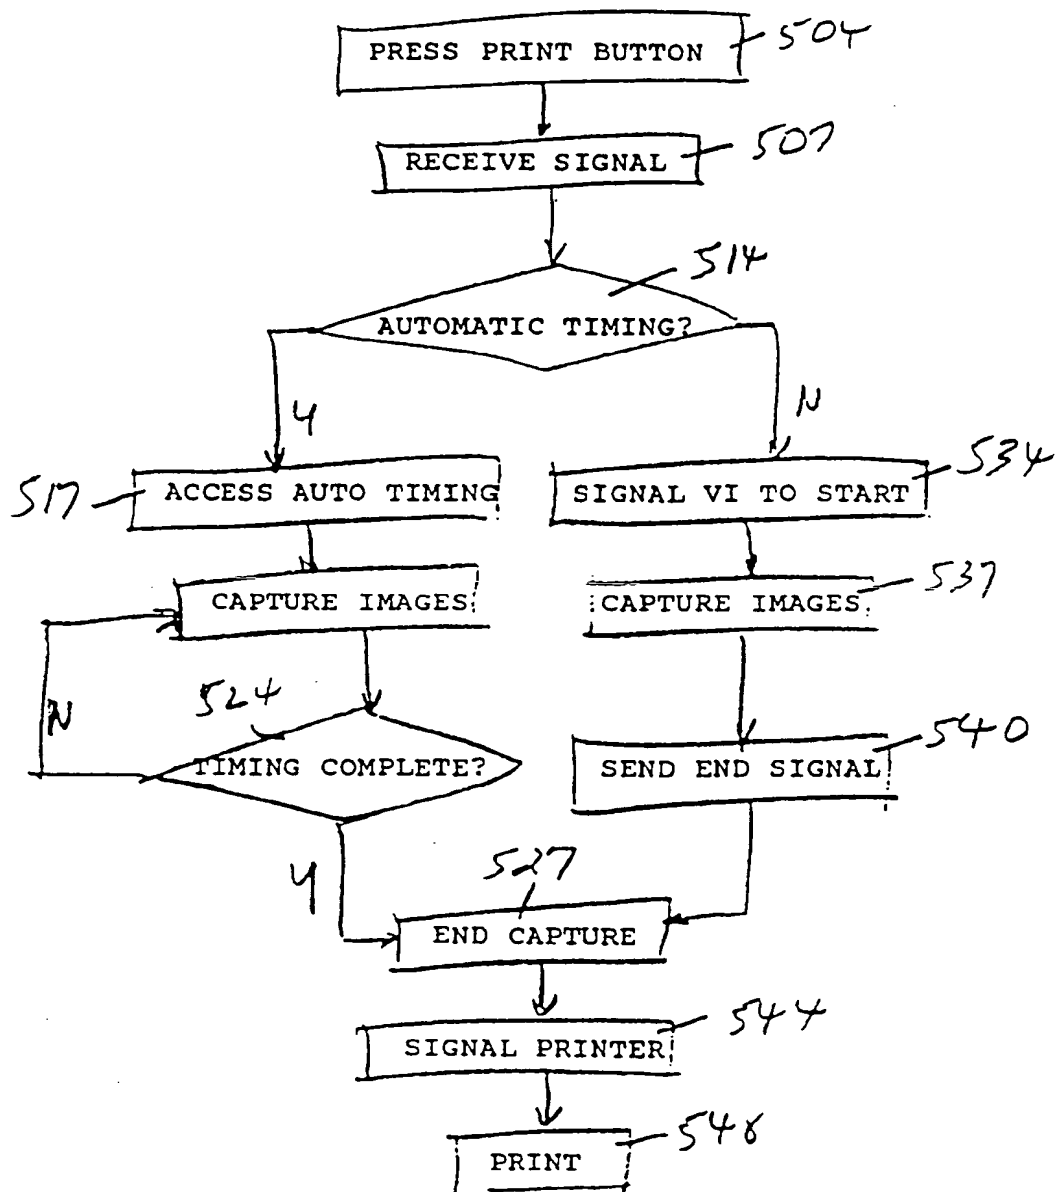 PRESS PRINT BUTTON
504
RECEIVE SIGNAL
507
514
AUTOMATIC TIMING?
Y
N
517
ACCESS AUTO TIMING
SIGNAL VI TO START
534
CAPTURE IMAGES
CAPTURE IMAGES
537
524
N
TIMING COMPLETE?
SEND END SIGNAL
540
Y
527
END CAPTURE
SIGNAL PRINTER
544
PRINT